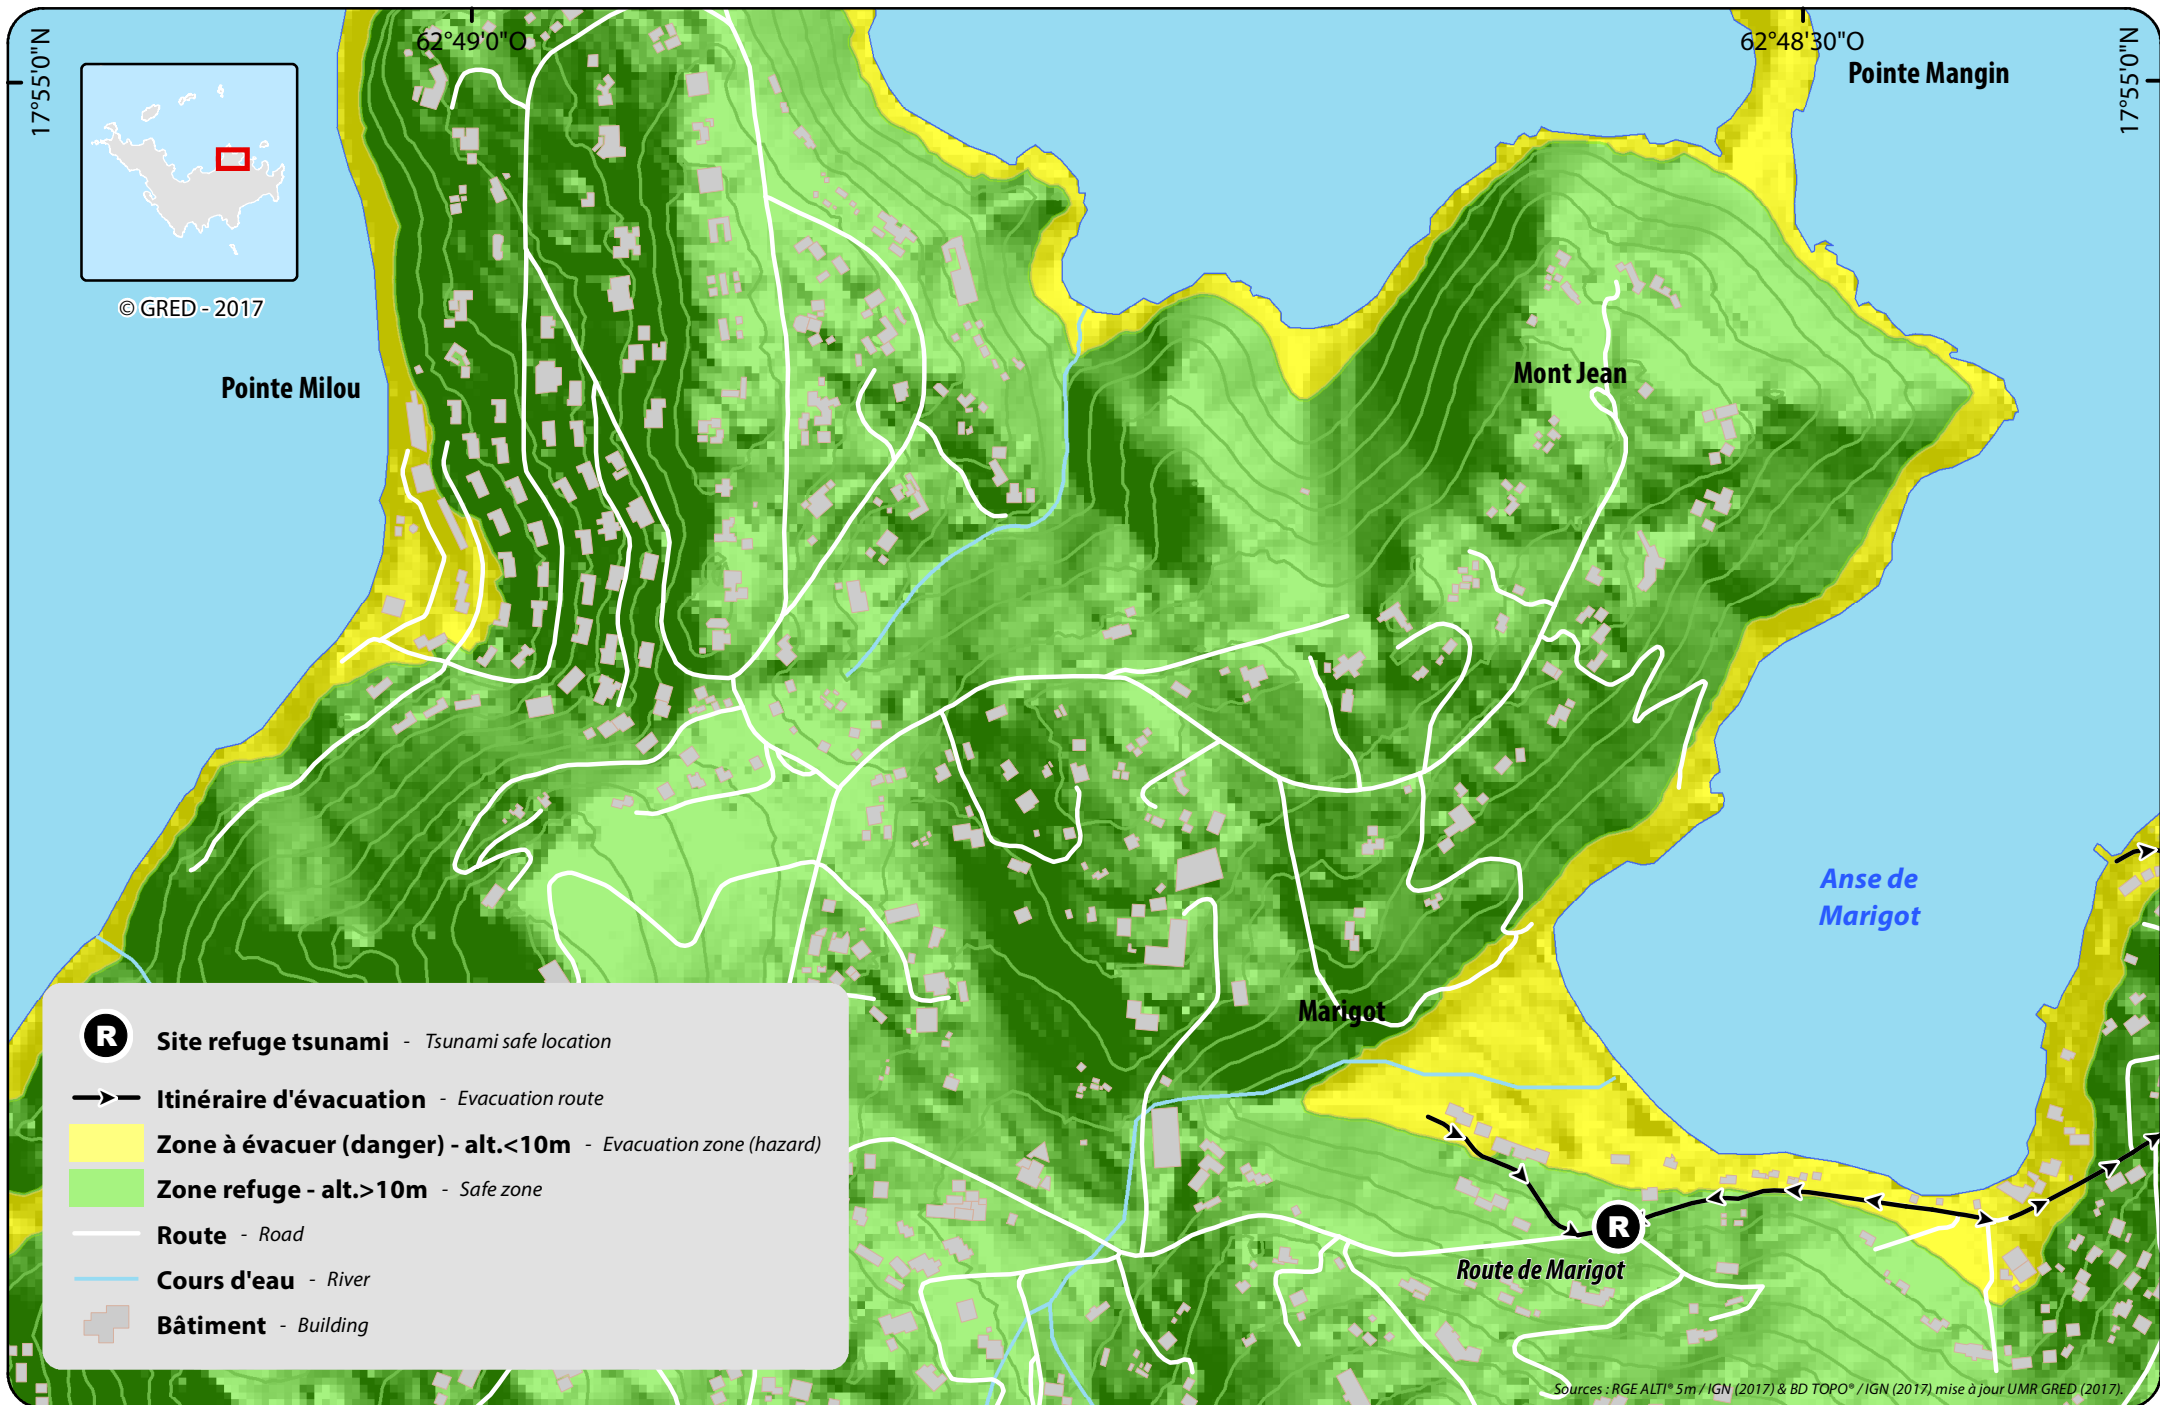 62°49'0"O
62°48'30"O
17°55'0"N
17°55'0"N
Pointe Mangin
© GRED - 2017
Pointe Milou
Mont Jean
Anse de
Marigot
Marigot
R
Route de Marigot
R Site refuge tsunami - Tsunami safe location
Itinéraire d'évacuation - Evacuation route
Zone à évacuer (danger) - alt.<10m - Evacuation zone (hazard)
Zone refuge - alt.>10m - Safe zone
Route - Road
Cours d'eau - River
Bâtiment - Building
Sources : RGE ALTI® 5m / IGN (2017) & BD TOPO® / IGN (2017) mise à jour UMR GRED (2017).